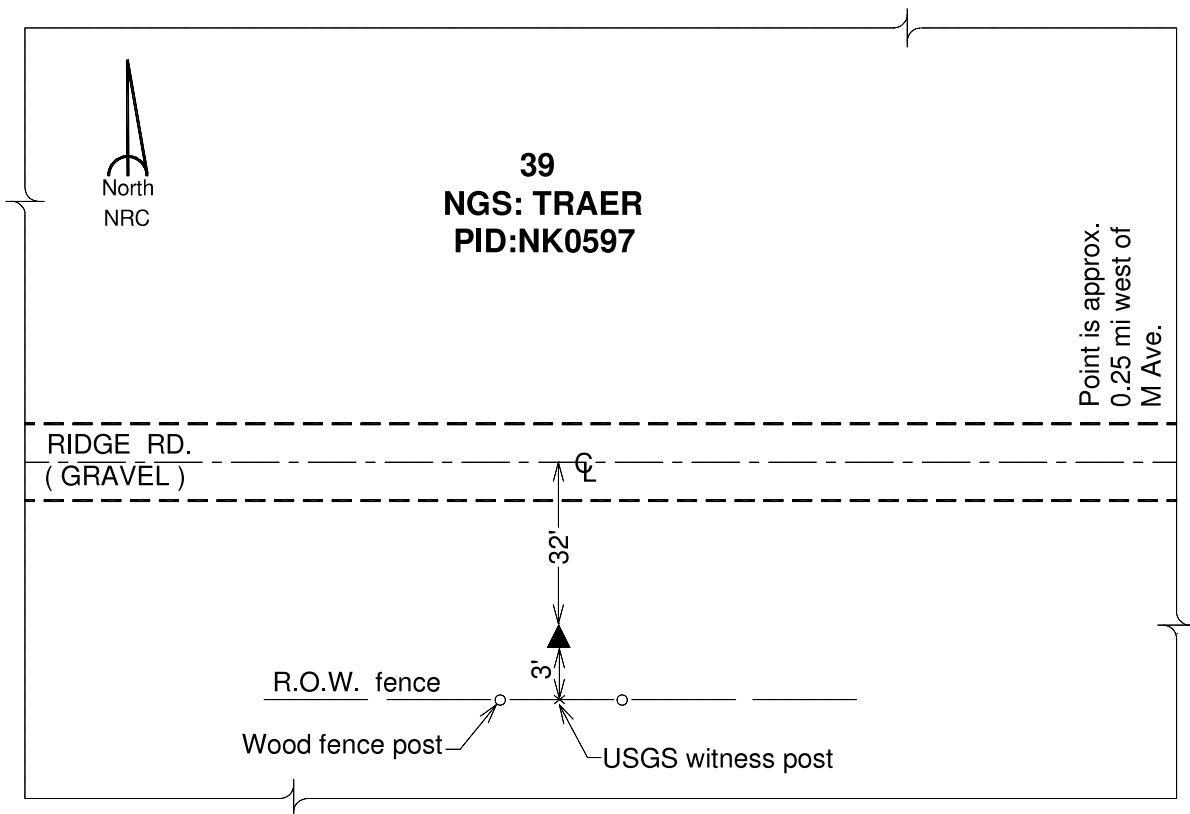 North
NRC
39
NGS: TRAER
PID:NK0597
Point is approx.
0.25 mi west of
M Ave.
RIDGE RD.
( GRAVEL )
℄
32'
3'
R.O.W. fence
Wood fence post
USGS witness post